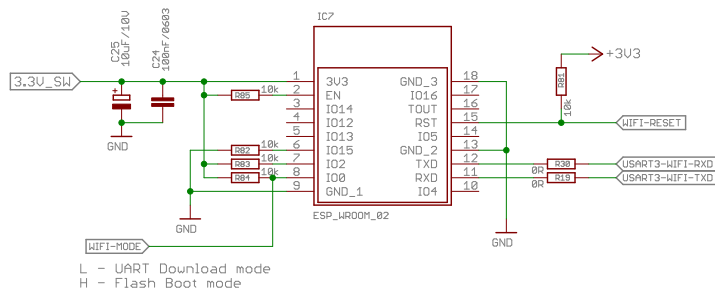 IC7
C25
10uF/10V
C24
100nF/0603
3.3V_SW
+3V3
R81
10k
WIFI-RESET
GND
R85 10k
R82 10k
R83 10k
R84 10k
GND
1 3V3 GND_3 18
2 EN IO16 17
3 IO14 TOUT 16
4 IO12 RST 15
5 IO13 IO5 14
6 IO15 GND_2 13
7 IO2 TXD 12
8 IO0 RXD 11
9 GND_1 IO4 10
ESP_WROOM_02
R30 0R USART3-WIFI-RXD
R19 0R USART3-WIFI-TXD
GND
WIFI-MODE
L - UART Download mode
H - Flash Boot mode